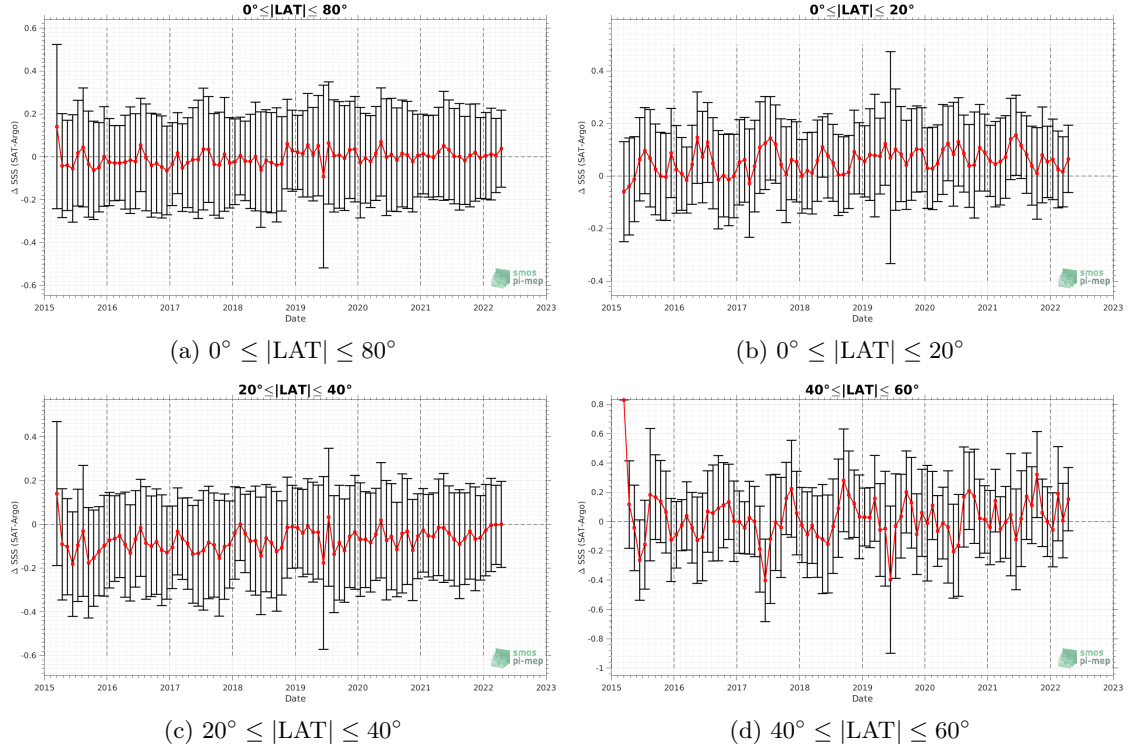 0°≤|LAT|≤ 80°
0.6
0.4
0.2
0
-0.2
-0.4
-0.6
Δ SSS (SAT-Argo)
2015 2016 2017 2018 2019 2020 2021 2022 2023
Date
smos
pi-mep
(a) 0° ≤ |LAT| ≤ 80°
0°≤|LAT|≤ 20°
0.4
0.2
0
-0.2
-0.4
Δ SSS (SAT-Argo)
2015 2016 2017 2018 2019 2020 2021 2022 2023
Date
smos
pi-mep
(b) 0° ≤ |LAT| ≤ 20°
20°≤|LAT|≤ 40°
0.4
0.2
0
-0.2
-0.4
-0.6
Δ SSS (SAT-Argo)
2015 2016 2017 2018 2019 2020 2021 2022 2023
Date
smos
pi-mep
(c) 20° ≤ |LAT| ≤ 40°
40°≤|LAT|≤ 60°
0.8
0.6
0.4
0.2
0
-0.2
-0.4
-0.6
-0.8
-1
Δ SSS (SAT-Argo)
2015 2016 2017 2018 2019 2020 2021 2022 2023
Date
smos
pi-mep
(d) 40° ≤ |LAT| ≤ 60°